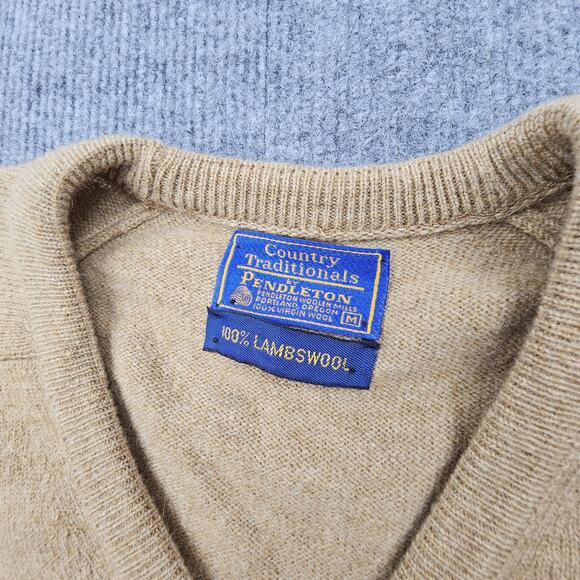 Country
Traditionals
BY
PENDLETON
PENDLETON WOOLEN MILLS
PORTLAND, OREGON
100% VIRGIN WOOL M
100% LAMBSWOOL